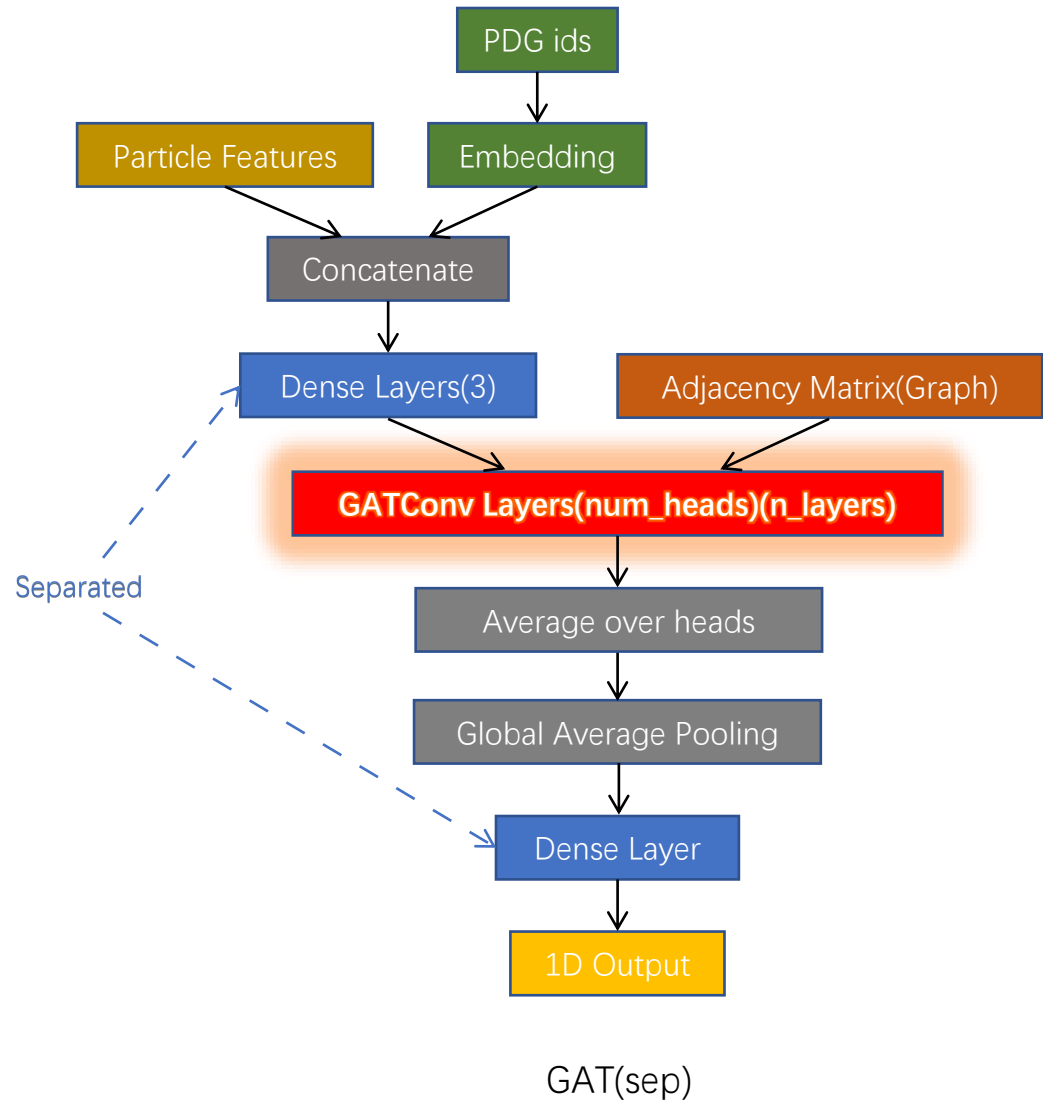 PDG ids
Particle Features
Embedding
Concatenate
Dense Layers(3)
Adjacency Matrix(Graph)
GATConv Layers(num_heads)(n_layers)
Separated
Average over heads
Global Average Pooling
Dense Layer
1D Output
GAT(sep)